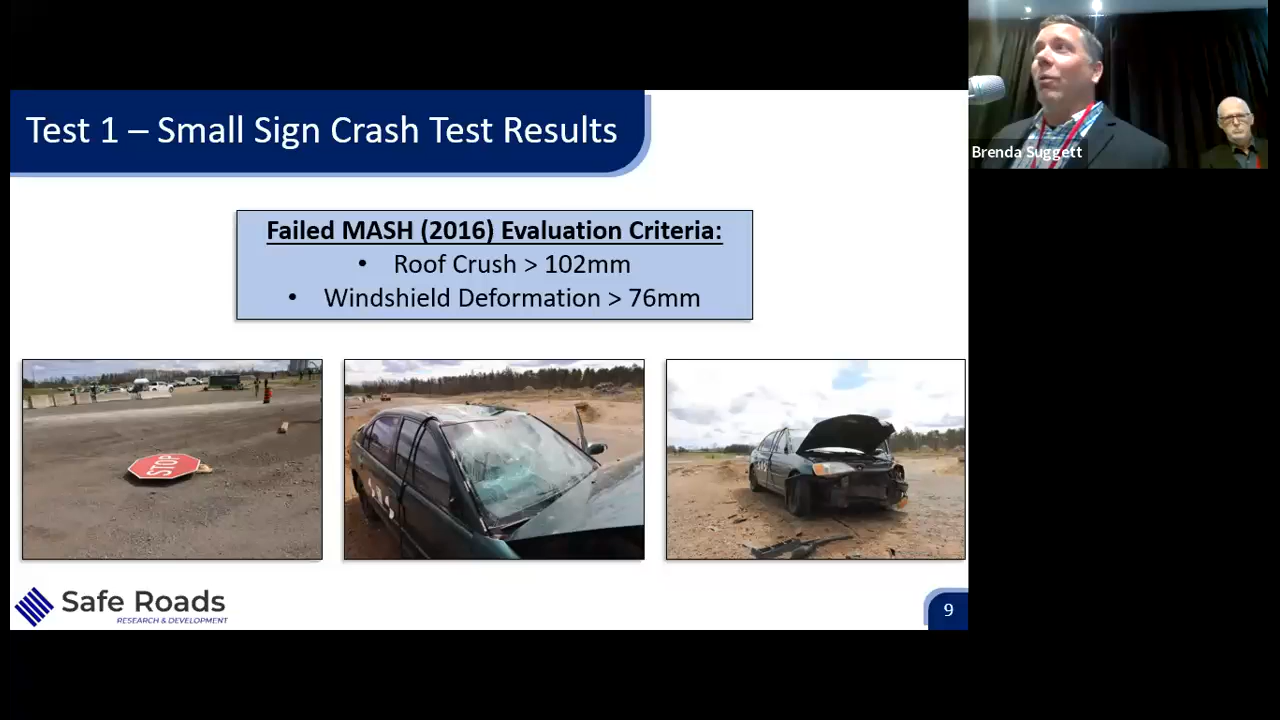 Test 1 – Small Sign Crash Test Results
Brenda Suggett
Failed MASH (2016) Evaluation Criteria:
• Roof Crush > 102mm
• Windshield Deformation > 76mm
STOP
Safe Roads
RESEARCH & DEVELOPMENT
9